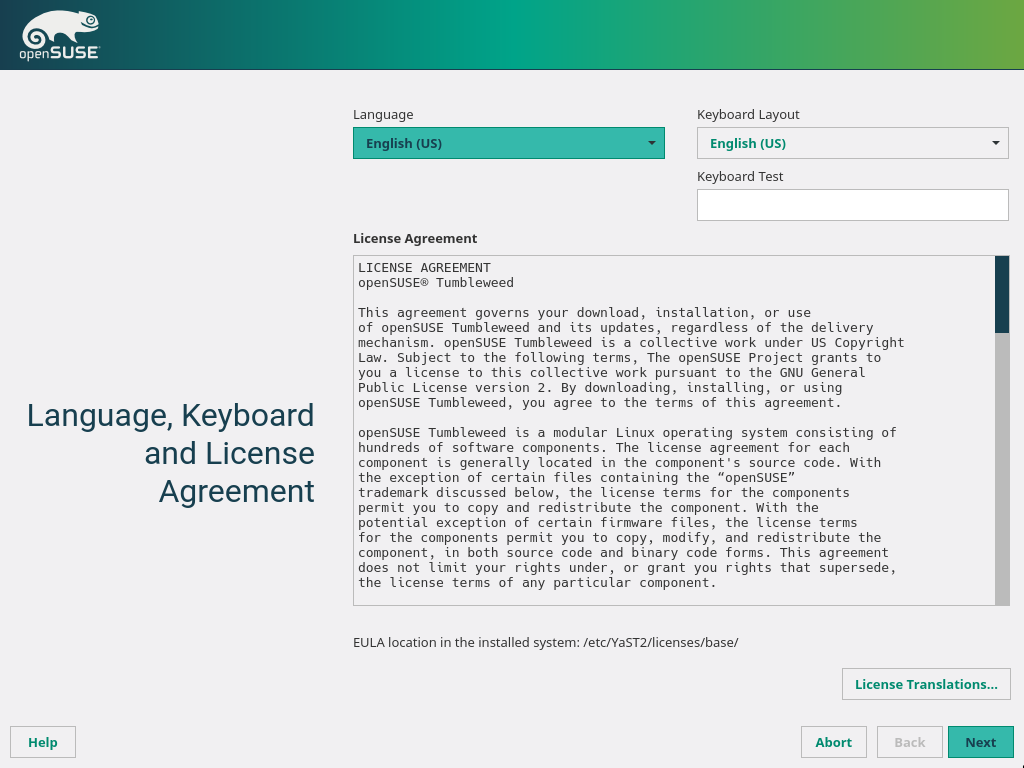 openSUSE
Language
Keyboard Layout
English (US)
English (US)
Keyboard Test
License Agreement
LICENSE AGREEMENT
openSUSE® Tumbleweed
This agreement governs your download, installation, or use
of openSUSE Tumbleweed and its updates, regardless of the delivery
mechanism. openSUSE Tumbleweed is a collective work under US Copyright
Law. Subject to the following terms, The openSUSE Project grants to
you a license to this collective work pursuant to the GNU General
Public License version 2. By downloading, installing, or using
openSUSE Tumbleweed, you agree to the terms of this agreement.
openSUSE Tumbleweed is a modular Linux operating system consisting of
hundreds of software components. The license agreement for each
component is generally located in the component's source code. With
the exception of certain files containing the “openSUSE”
trademark discussed below, the license terms for the components
permit you to copy and redistribute the component. With the
potential exception of certain firmware files, the license terms
for the components permit you to copy, modify, and redistribute the
component, in both source code and binary code forms. This agreement
does not limit your rights under, or grant you rights that supersede,
the license terms of any particular component.
Language, Keyboard
and License
Agreement
EULA location in the installed system: /etc/YaST2/licenses/base/
License Translations...
Help
Abort
Back
Next